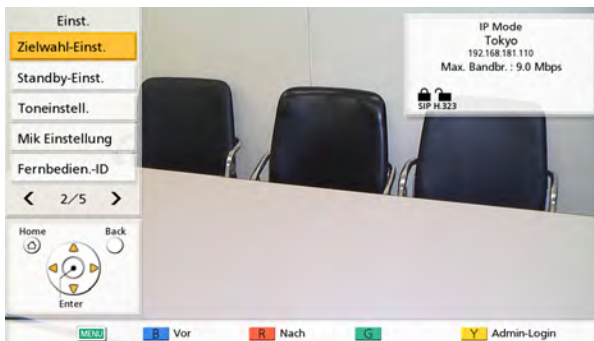 Einst.
Zielwahl-Einst.
Standby-Einst.
Toneinstell.
Mik Einstellung
Fernbedien.-ID
2/5
Home
Back
Enter
IP Mode
Tokyo
192.168.181.110
Max. Bandbr. : 9.0 Mbps
SIP H.323
MENU
B Vor
R Nach
G
Y Admin-Login